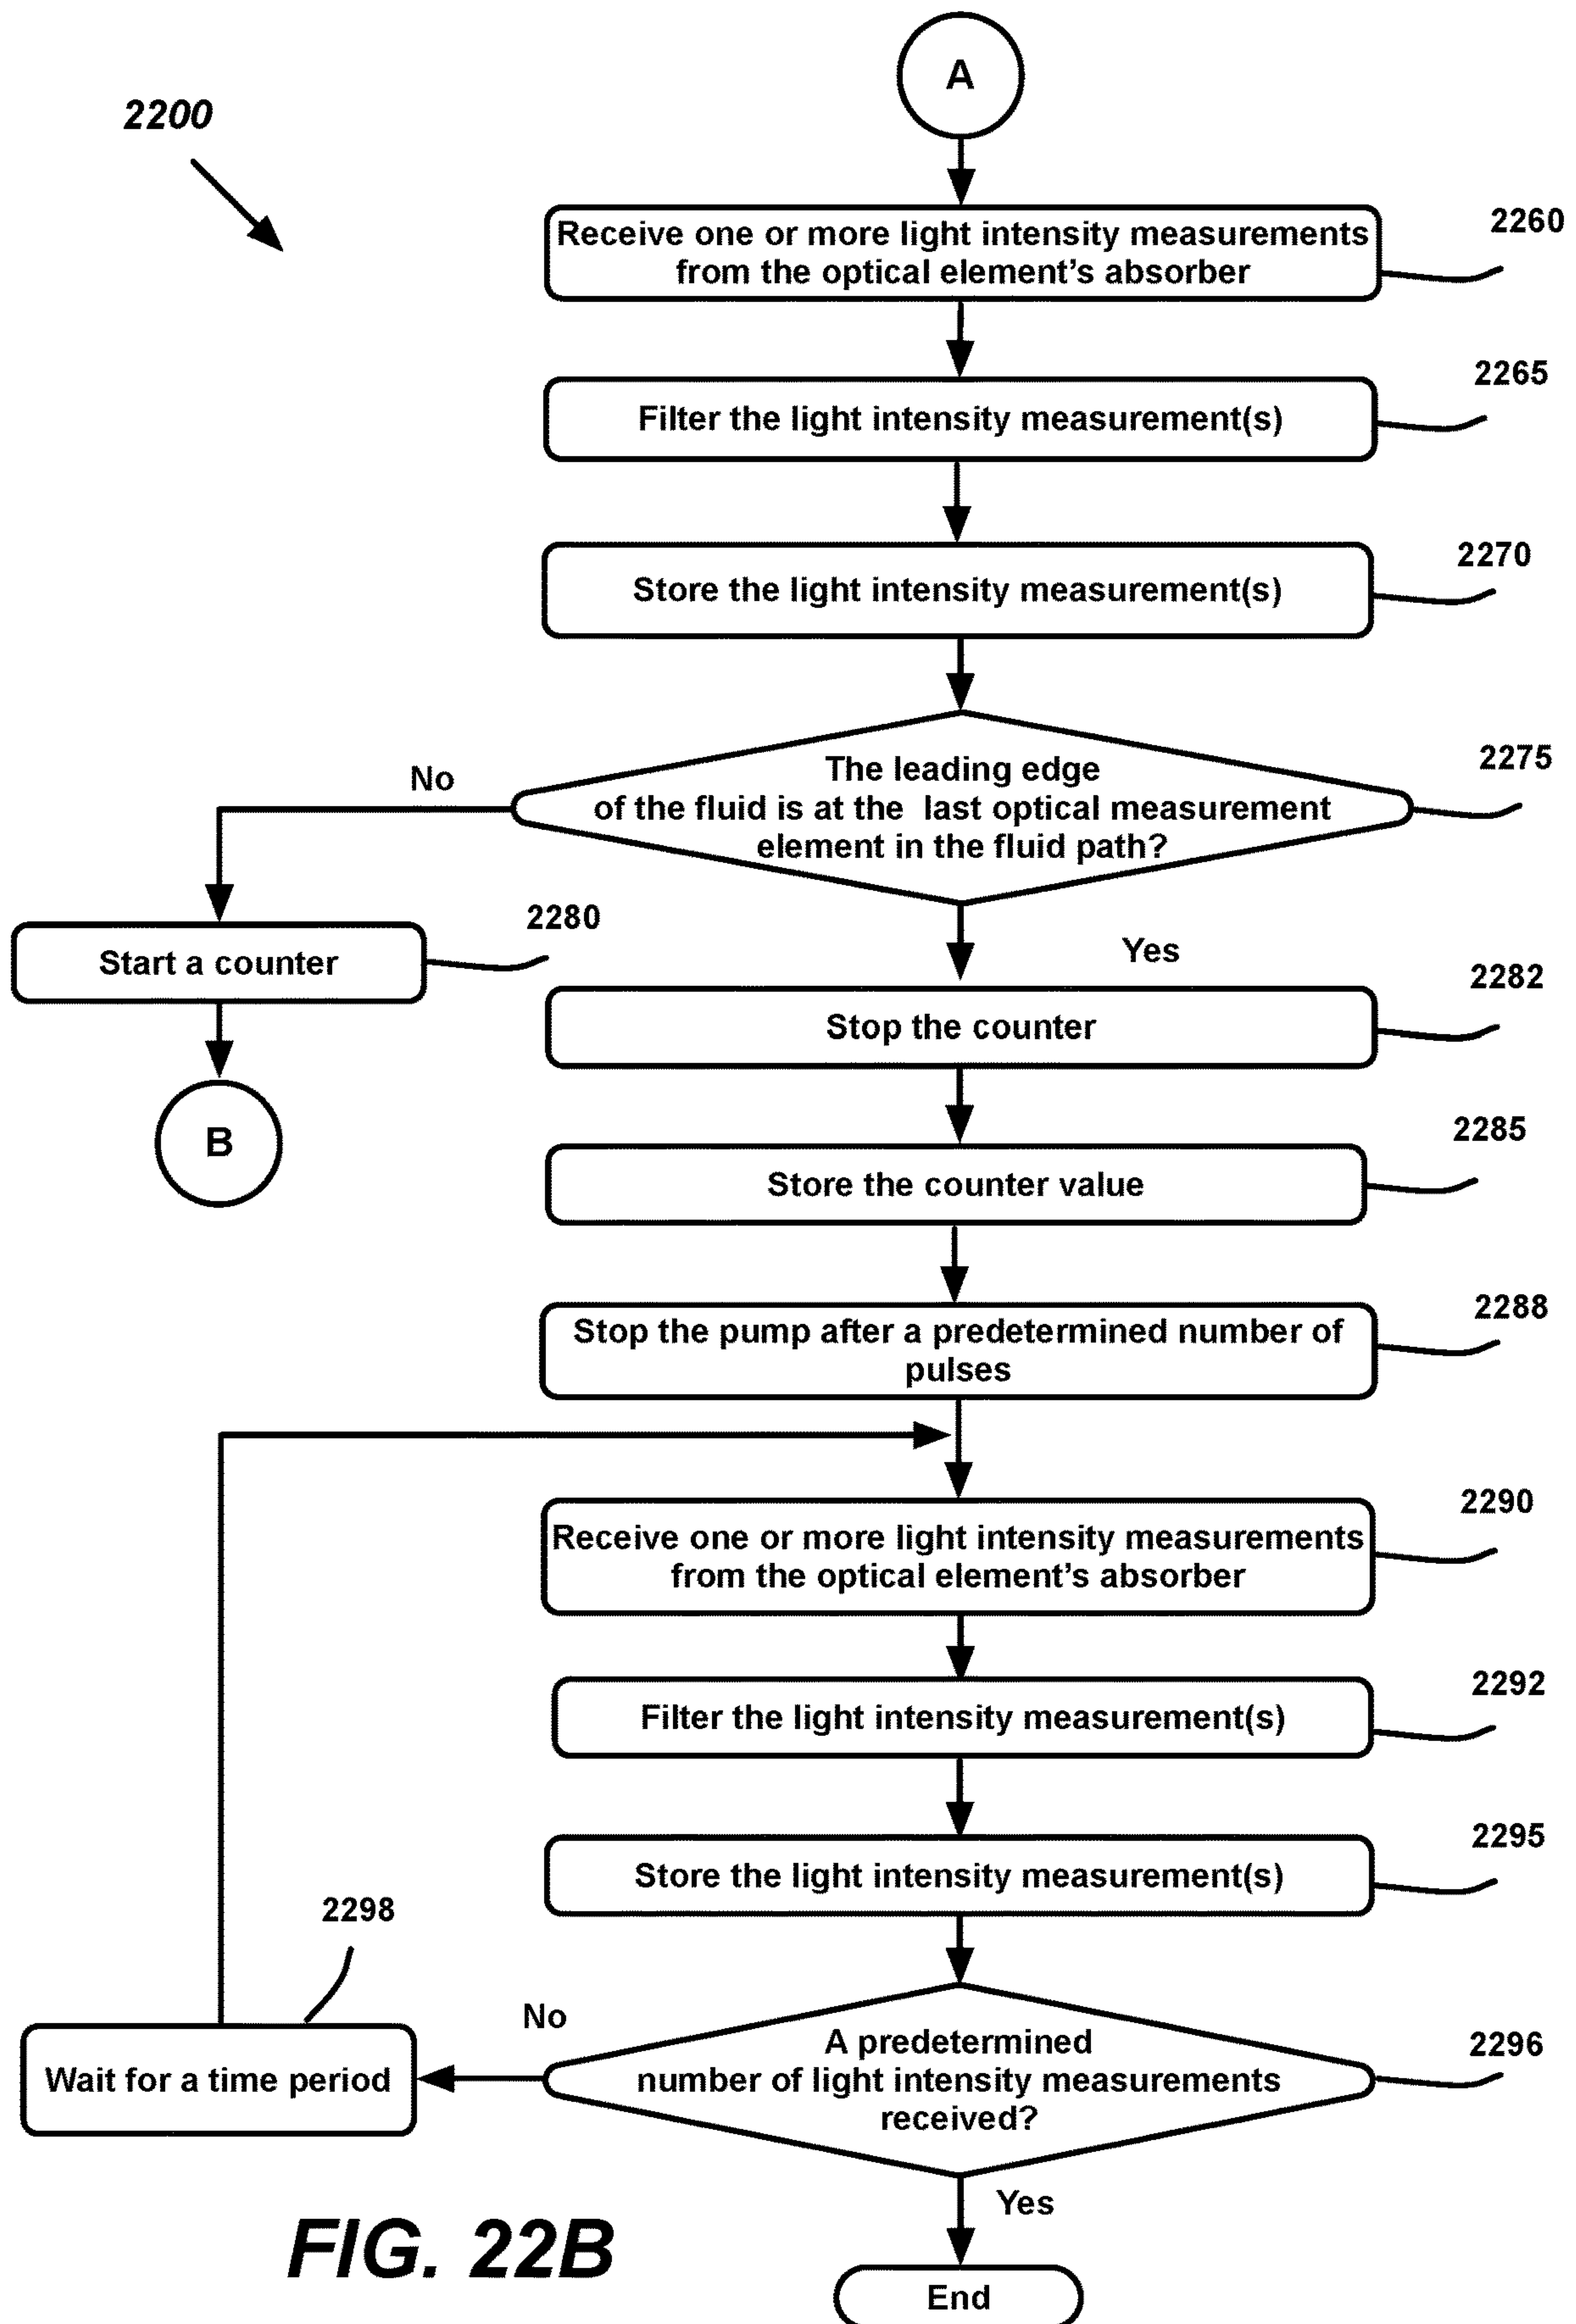 A
2200
Receive one or more light intensity measurements
from the optical element's absorber
2260
2265
Filter the light intensity measurement(s)
2270
Store the light intensity measurement(s)
The leading edge
of the fluid is at the last optical measurement
element in the fluid path?
2275
No
Yes
2280
Start a counter
B
2282
Stop the counter
2285
Store the counter value
2288
Stop the pump after a predetermined number of
pulses
2290
Receive one or more light intensity measurements
from the optical element's absorber
2292
Filter the light intensity measurement(s)
2295
Store the light intensity measurement(s)
2298
No
Wait for a time period
A predetermined
number of light intensity measurements
received?
2296
Yes
FIG. 22B
End